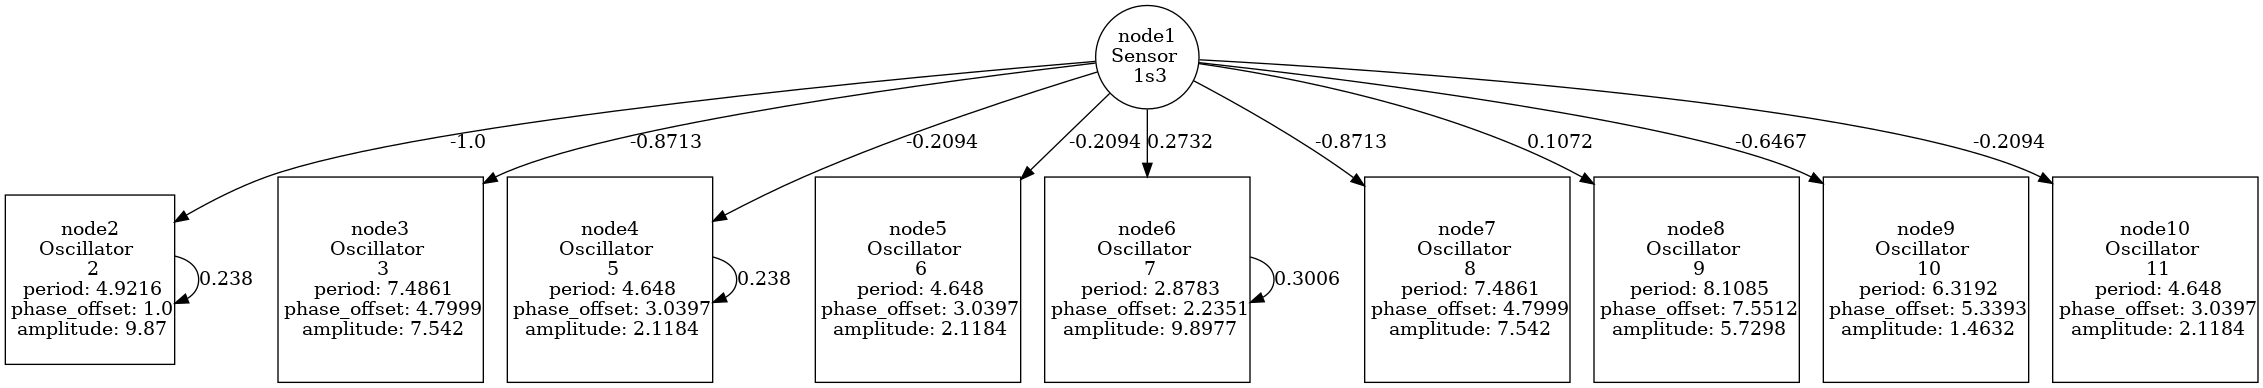 node1
Sensor
1s3
-1.0
-0.8713
-0.2094
-0.2094
0.2732
-0.8713
0.1072
-0.6467
-0.2094
node2
Oscillator
2
period: 4.9216
phase_offset: 1.0
amplitude: 9.87
0.238
node3
Oscillator
3
period: 7.4861
phase_offset: 4.7999
amplitude: 7.542
node4
Oscillator
5
period: 4.648
phase_offset: 3.0397
amplitude: 2.1184
0.238
node5
Oscillator
6
period: 4.648
phase_offset: 3.0397
amplitude: 2.1184
node6
Oscillator
7
period: 2.8783
phase_offset: 2.2351
amplitude: 9.8977
0.3006
node7
Oscillator
8
period: 7.4861
phase_offset: 4.7999
amplitude: 7.542
node8
Oscillator
9
period: 8.1085
phase_offset: 7.5512
amplitude: 5.7298
node9
Oscillator
10
period: 6.3192
phase_offset: 5.3393
amplitude: 1.4632
node10
Oscillator
11
period: 4.648
phase_offset: 3.0397
amplitude: 2.1184